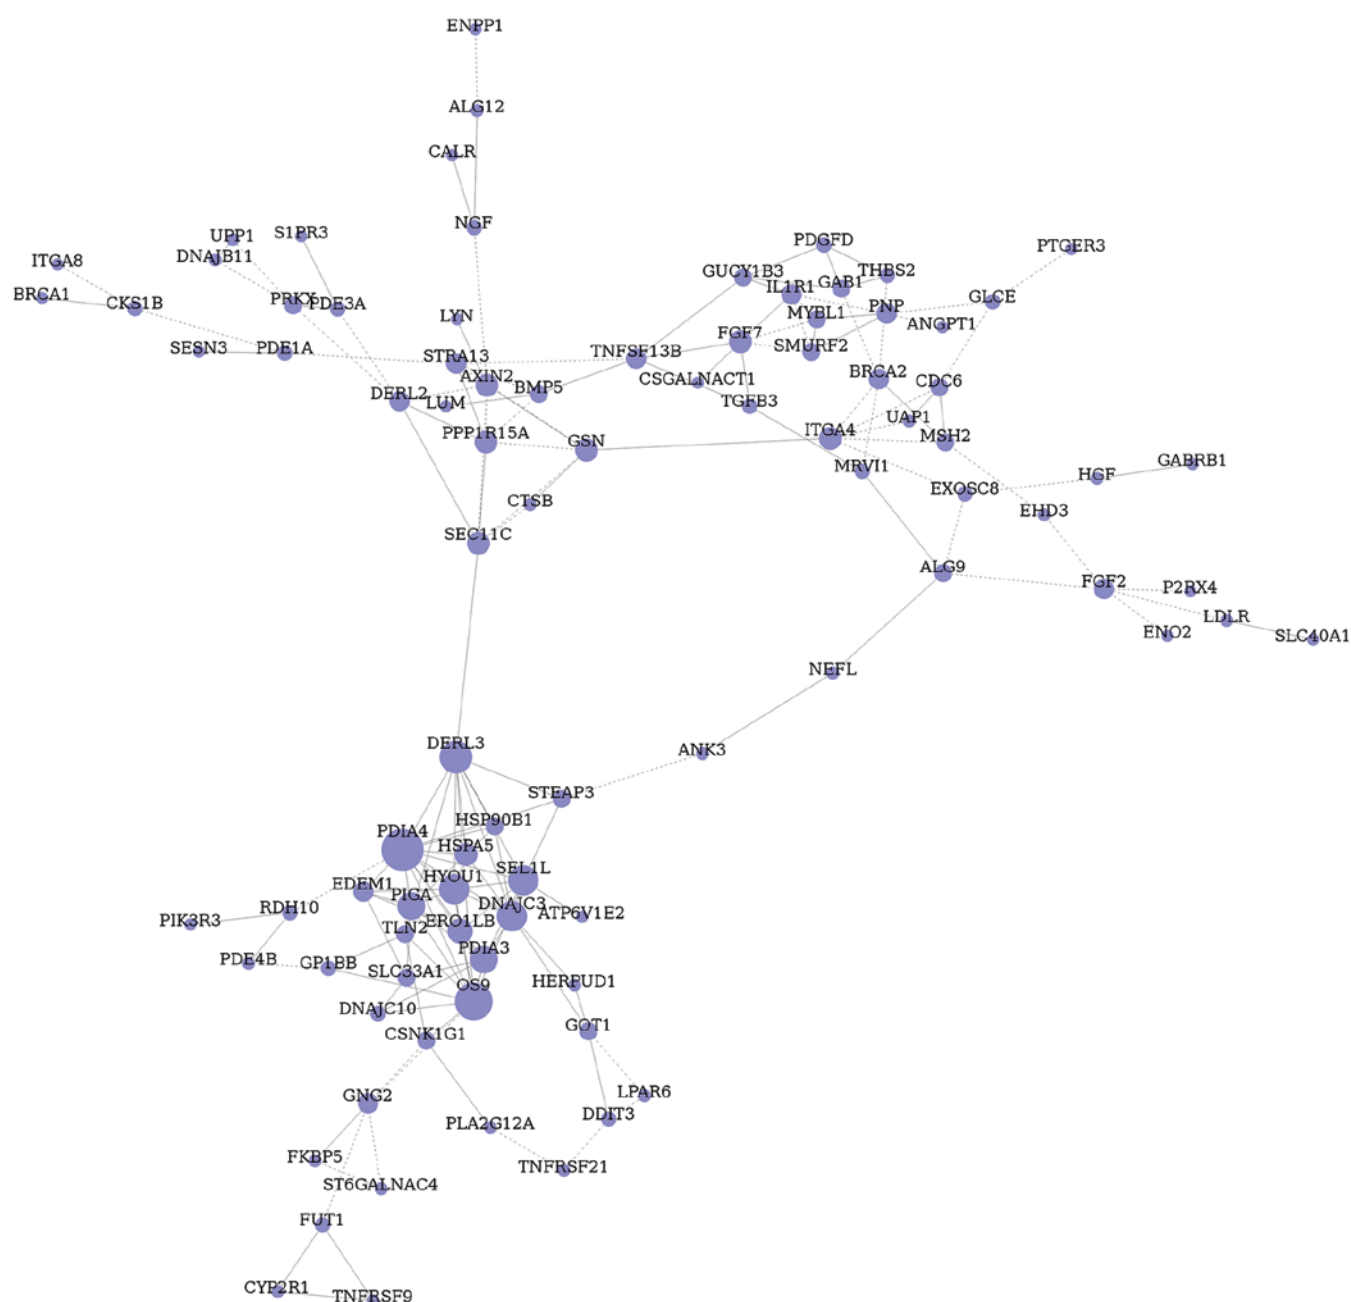 ENPP1
ALG12
CALR
NGF
UPP1
S1PR3
DNAJB11
ITGA8
BRCA1
CKS1B
PRKX
PDE3A
SESN3
PDE1A
LYN
STRA13
AXIN2
DERL2
LUM
BMP5
PPP1R15A
GSN
CTSB
SEC11C
PDGFD
PTGER3
GUCY1B3
THBS2
IL1R1
GAB1
GLCE
MYBL1
PNP
ANGPT1
FGF7
SMURF2
TNFSF13B
CSGALNACT1
BRCA2
CDC6
TGFB3
UAP1
ITGA4
MSH2
MRVI1
EXOSC8
HGF
GABRB1
EHD3
ALG9
FGF2
P2RX4
LDLR
ENO2
SLC40A1
NEFL
ANK3
DERL3
STEAP3
HSP90B1
PDIA4
HSPA5
SEL1L
EDEM1
HYOU1
PIGA
DNAJC3
ATP6V1E2
RDH10
PIK3R3
ERO1LB
TLN2
PDIA3
PDE4B
GP1BB
SLC33A1
OS9
HERPUD1
DNAJC10
CSNK1G1
GOT1
GNG2
LPAR6
PLA2G12A
DDIT3
FKBP5
TNFRSF21
ST6GALNAC4
FUT1
CYP2R1
TNFRSF9